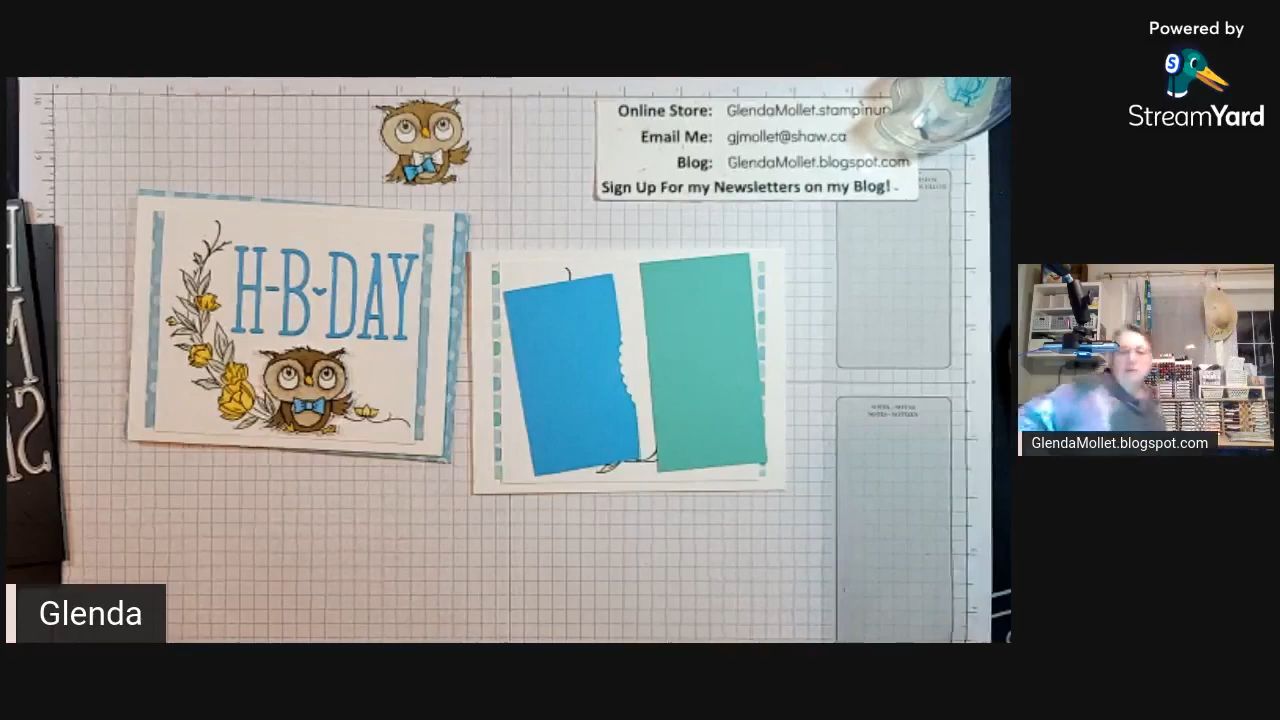 Powered by
StreamYard
Online Store: GlendaMollet.stampinup
Email Me: gjmollet@shaw.ca
Blog: GlendaMollet.blogspot.com
Sign Up For my Newsletters on my Blog!
H-B-DAY
GlendaMollet.blogspot.com
Glenda